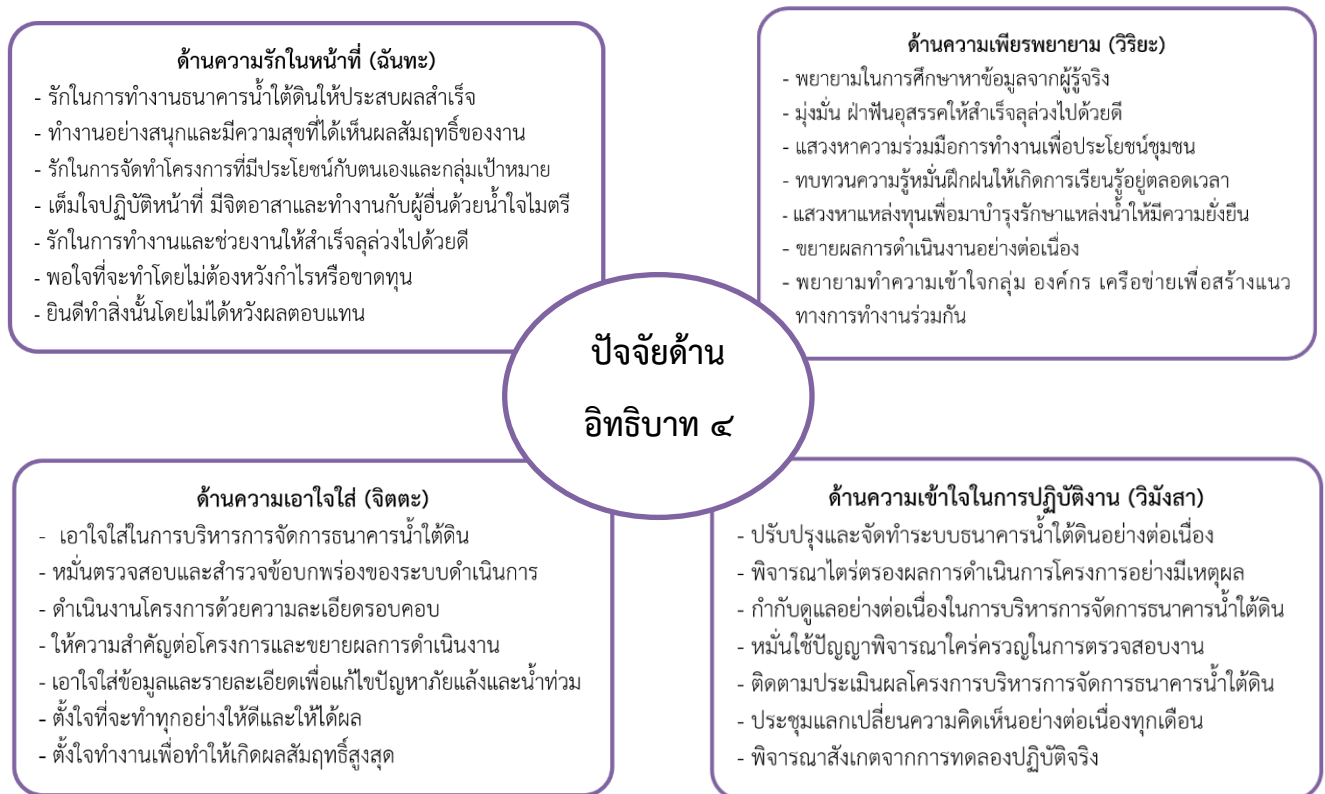 ด้านความรักในหน้าที่ (ฉันทะ)
- รักในการทำงานธนาคารน้ำใต้ดินให้ประสบผลสำเร็จ
- ทำงานอย่างสนุกและมีความสุขที่ได้เห็นผลสัมฤทธิ์ของงาน
- รักในการจัดทำโครงการที่มีประโยชน์กับตนเองและกลุ่มเป้าหมาย
- เต็มใจปฏิบัติหน้าที่ มีจิตอาสาและทำงานกับผู้อื่นด้วยน้ำใจไมตรี
- รักในการทำงานและช่วยงานให้สำเร็จลุล่วงไปด้วยดี
- พอใจที่จะทำโดยไม่ต้องหวังกำไรหรือขาดทุน
- ยินดีทำสิ่งนั้นโดยไม่ได้หวังผลตอบแทน
ด้านความเพียรพยายาม (วิริยะ)
- พยายามในการศึกษาหาข้อมูลจากผู้รู้จริง
- มุ่งมั่น ฝ่าฟันอุสรรคให้สำเร็จลุล่วงไปด้วยดี
- แสวงหาความร่วมมือการทำงานเพื่อประโยชน์ชุมชน
- ทบทวนความรู้หมั่นฝึกฝนให้เกิดการเรียนรู้อยู่ตลอดเวลา
- แสวงหาแหล่งทุนเพื่อมาบำรุงรักษาแหล่งน้ำให้มีความยั่งยืน
- ขยายผลการดำเนินงานอย่างต่อเนื่อง
- พยายามทำความเข้าใจกลุ่ม องค์กร เครือข่ายเพื่อสร้างแนว
ทางการทำงานร่วมกัน
ปัจจัยด้าน
อิทธิบาท ๔
ด้านความเอาใจใส่ (จิตตะ)
- เอาใจใส่ในการบริหารการจัดการธนาคารน้ำใต้ดิน
- หมั่นตรวจสอบและสำรวจข้อบกพร่องของระบบดำเนินการ
- ดำเนินงานโครงการด้วยความละเอียดรอบคอบ
- ให้ความสำคัญต่อโครงการและขยายผลการดำเนินงาน
- เอาใจใส่ข้อมูลและรายละเอียดเพื่อแก้ไขปัญหาภัยแล้งและน้ำท่วม
- ตั้งใจที่จะทำทุกอย่างให้ดีและให้ได้ผล
- ตั้งใจทำงานเพื่อทำให้เกิดผลสัมฤทธิ์สูงสุด
ด้านความเข้าใจในการปฏิบัติงาน (วิมังสา)
- ปรับปรุงและจัดทำระบบธนาคารน้ำใต้ดินอย่างต่อเนื่อง
- พิจารณาไตร่ตรองผลการดำเนินการโครงการอย่างมีเหตุผล
- กำกับดูแลอย่างต่อเนื่องในการบริหารการจัดการธนาคารน้ำใต้ดิน
- หมั่นใช้ปัญญาพิจารณาใคร่ครวญในการตรวจสอบงาน
- ติดตามประเมินผลโครงการบริหารการจัดการธนาคารน้ำใต้ดิน
- ประชุมแลกเปลี่ยนความคิดเห็นอย่างต่อเนื่องทุกเดือน
- พิจารณาสังเกตจากการทดลองปฏิบัติจริง